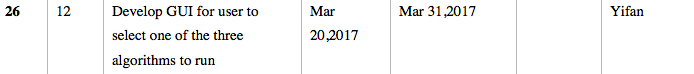 26 12 Develop GUI for user to Mar Mar 31,2017 Yifan
select one of the three 20,2017
algorithms to run